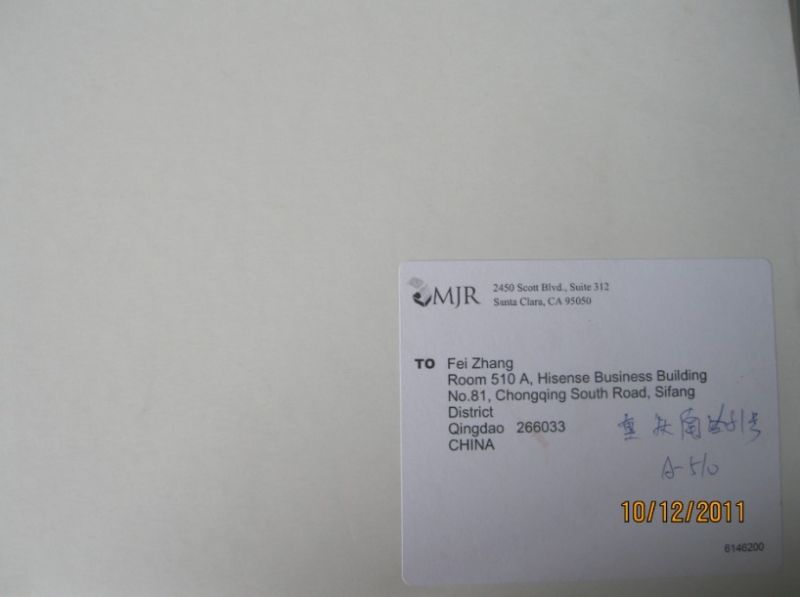 MJR
2450 Scott Blvd., Suite 312
Santa Clara, CA 95050
TO Fei Zhang
Room 510 A, Hisense Business Building
No.81, Chongqing South Road, Sifang
District
Qingdao 266033
CHINA
重庆南路81号
A-510
10/12/2011
6146200